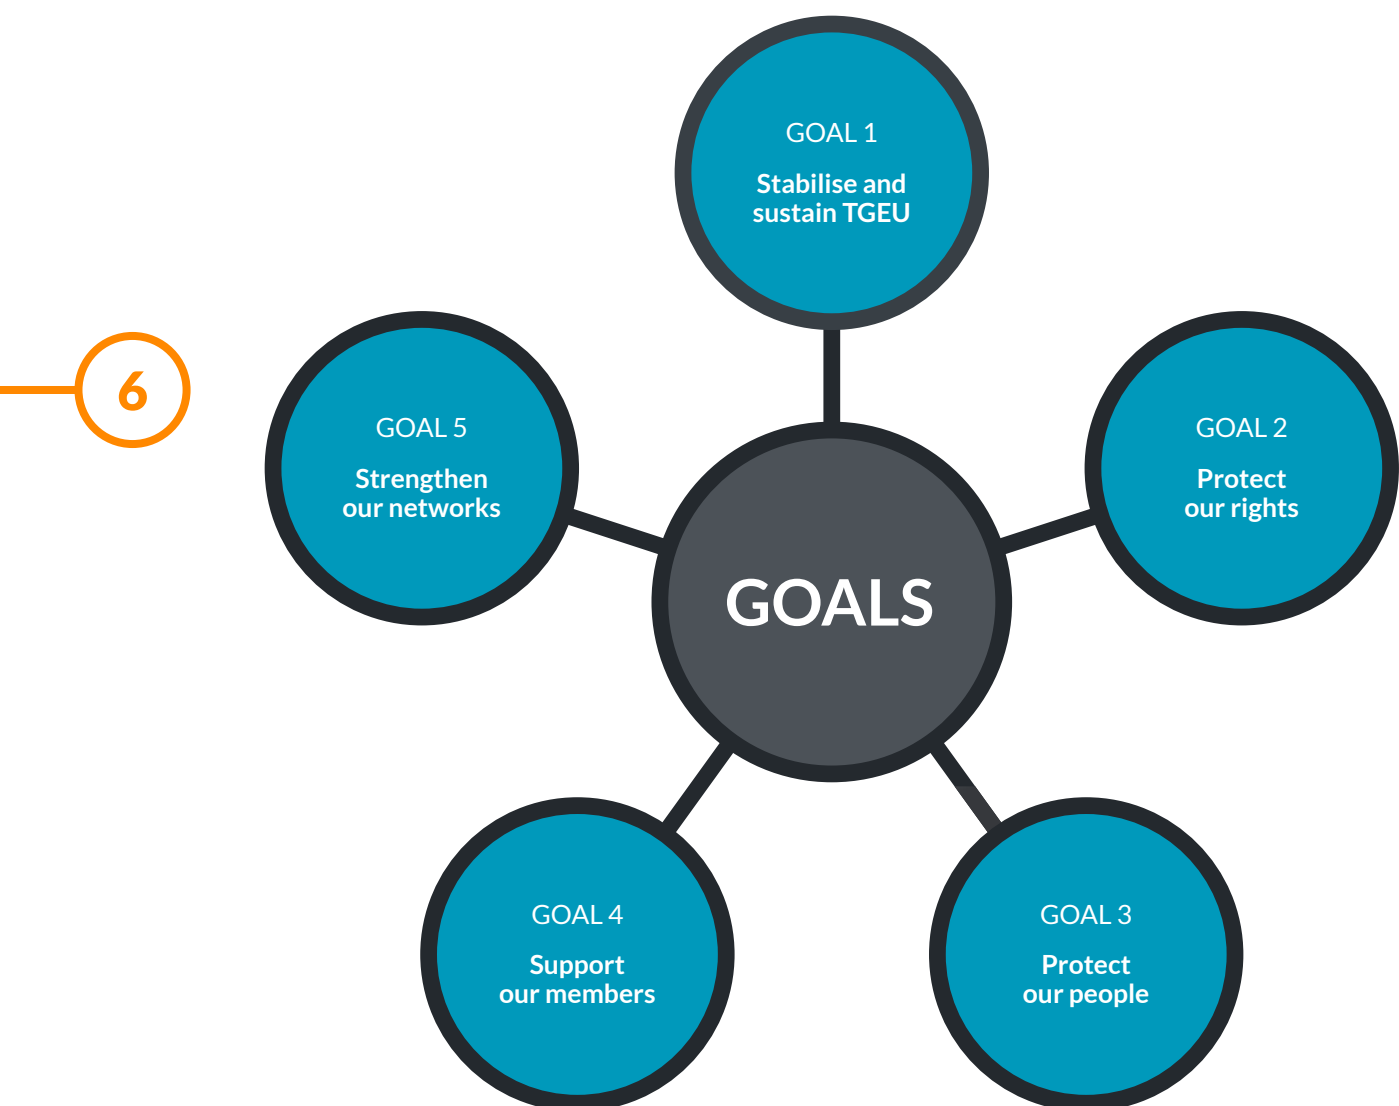 GOAL 1
Stabilise and
sustain TGEU
6
GOAL 5
Strengthen
our networks
GOAL 2
Protect
our rights
GOALS
GOAL 4
Support
our members
GOAL 3
Protect
our people